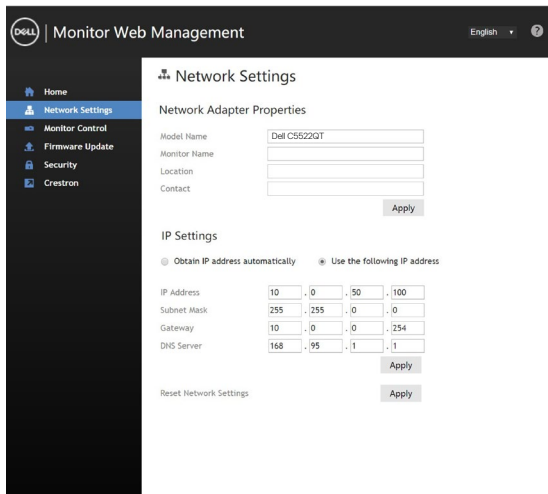 DELL | Monitor Web Management
English
?
Home
Network Settings
Monitor Control
Firmware Update
Security
Crestron
Network Settings
Network Adapter Properties
Model Name Dell C5522QT
Monitor Name
Location
Contact
Apply
IP Settings
Obtain IP address automatically Use the following IP address
IP Address 10 . 0 . 50 . 100
Subnet Mask 255 . 255 . 0 . 0
Gateway 10 . 0 . 0 . 254
DNS Server 168 . 95 . 1 . 1
Apply
Reset Network Settings Apply